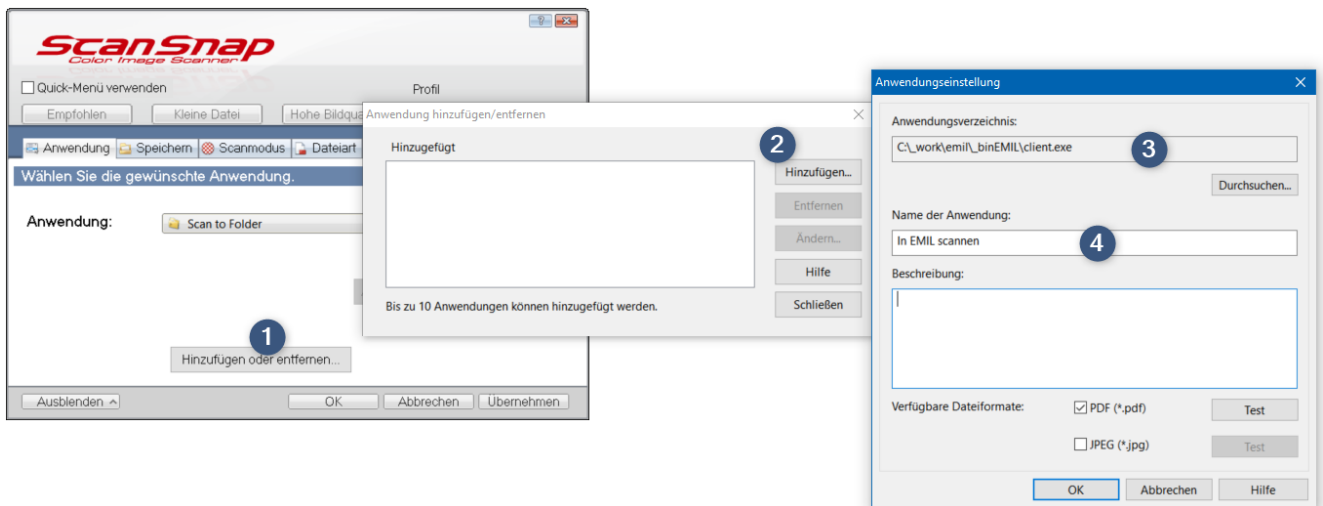 ScanSnap
Color Image Scanner
Quick-Menü verwenden
Profil
Empfohlen
Kleine Datei
Hohe Bildqua
Anwendung
Speichern
Scanmodus
Dateiart
Wählen Sie die gewünschte Anwendung.
Anwendung:
Scan to Folder
1
Hinzufügen oder entfernen...
Ausblenden
OK
Abbrechen
Übernehmen
Anwendung hinzufügen/entfernen
Hinzugefügt
2
Hinzufügen...
Entfernen
Ändern...
Hilfe
Schließen
Bis zu 10 Anwendungen können hinzugefügt werden.
Anwendungseinstellung
Anwendungsverzeichnis:
C:\_work\emil\_binEMIL\client.exe
3
Durchsuchen...
Name der Anwendung:
In EMIL scannen
4
Beschreibung:
Verfügbare Dateiformate:
PDF (*.pdf)
Test
JPEG (*.jpg)
Test
OK
Abbrechen
Hilfe